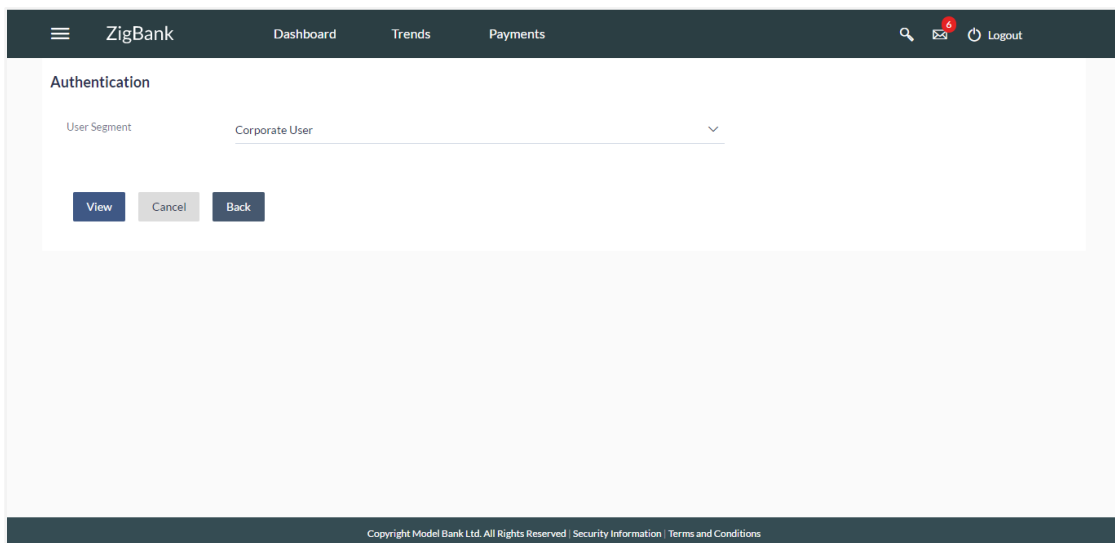 ZigBank Dashboard Trends Payments 6 Logout
Authentication
User Segment Corporate User
View Cancel Back
Copyright Model Bank Ltd. All Rights Reserved | Security Information | Terms and Conditions